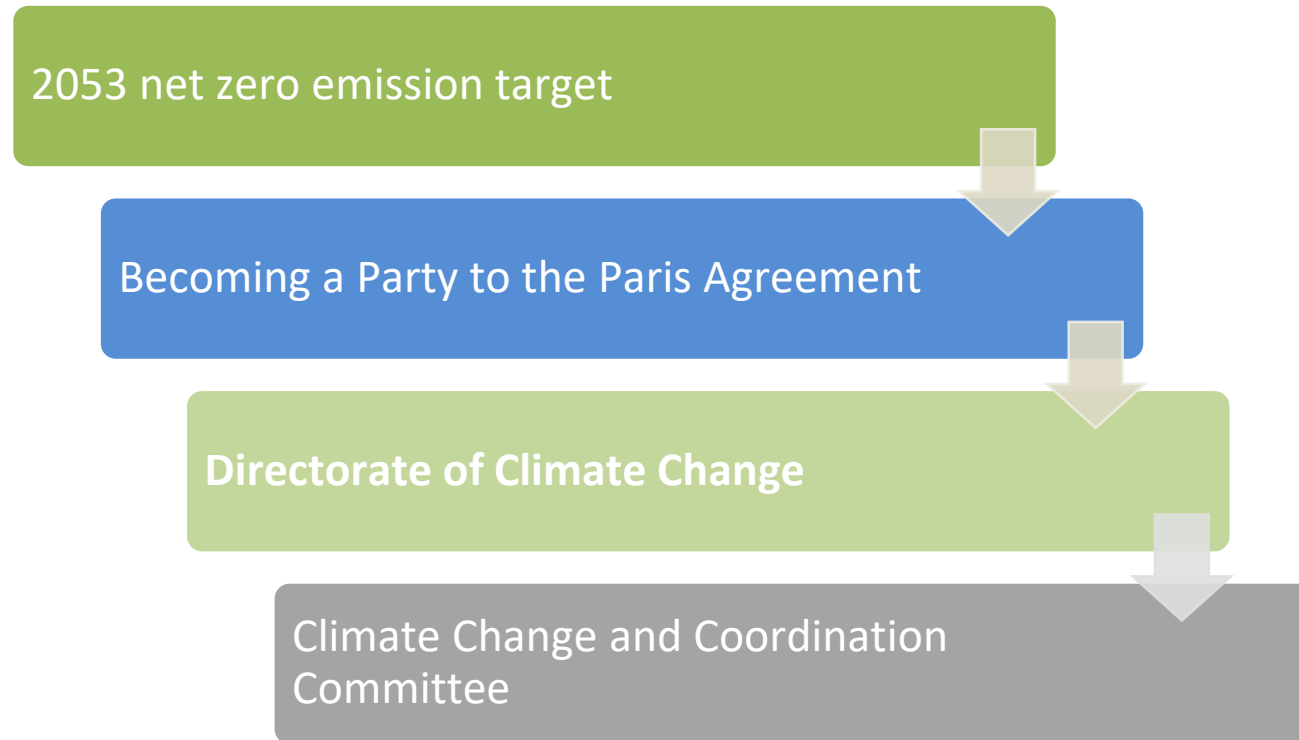 2053 net zero emission target
Becoming a Party to the Paris Agreement
Directorate of Climate Change
Climate Change and Coordination
Committee